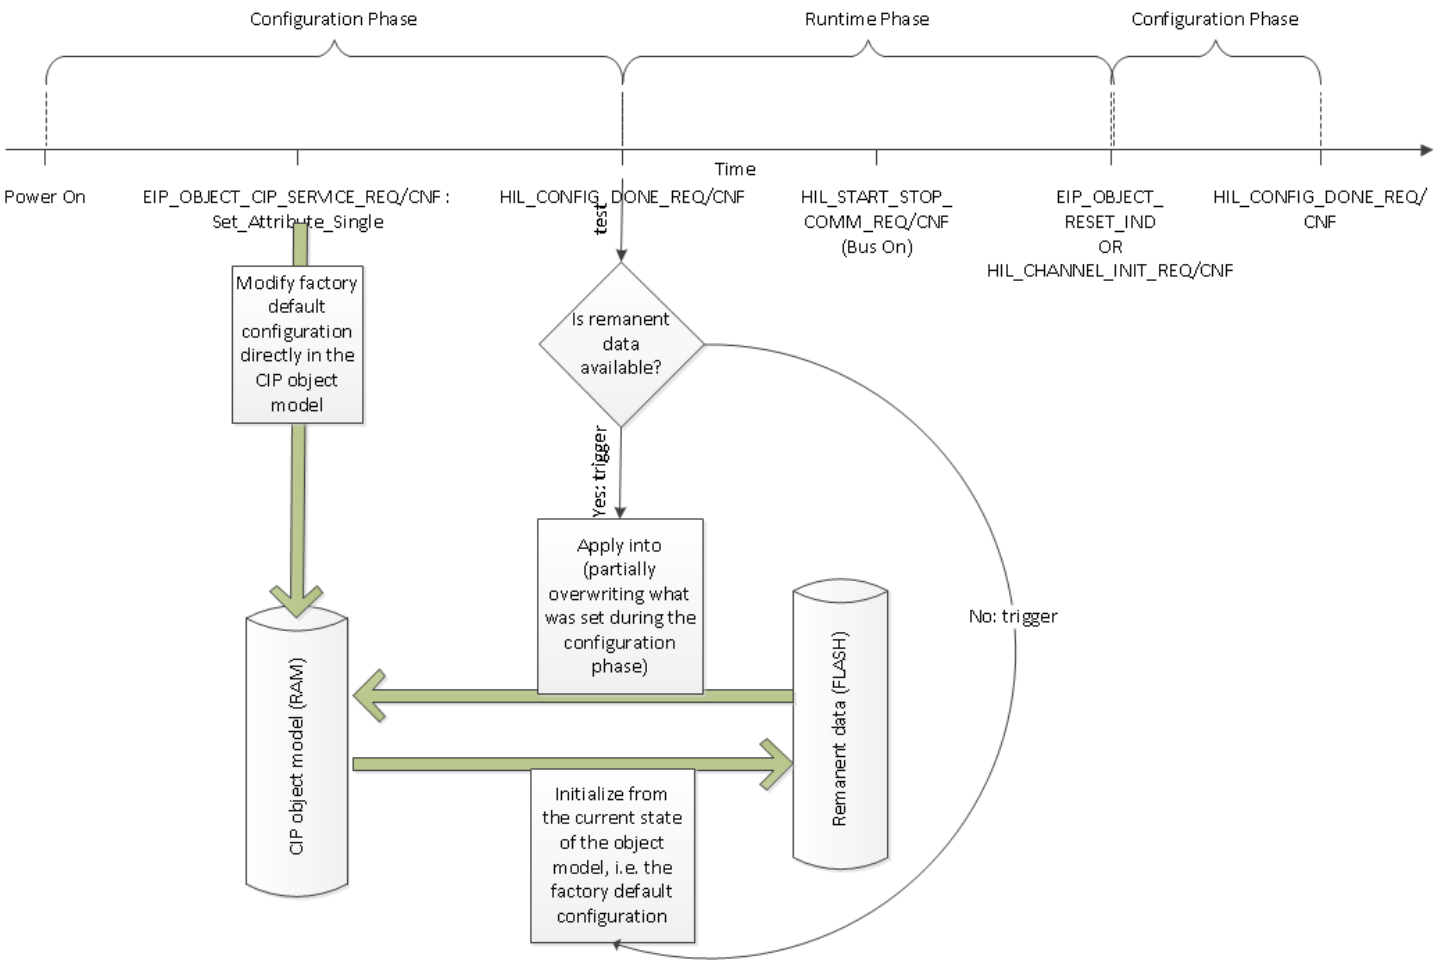 Configuration Phase
Runtime Phase
Configuration Phase
Time
Power On
EIP_OBJECT_CIP_SERVICE_REQ/CNF:
Set_Attribute_Single
HIL_CONFIG_DONE_REQ/CNF
HIL_START_STOP_
COMM_REQ/CNF
(Bus On)
EIP_OBJECT_
RESET_IND
OR
HIL_CHANNEL_INIT_REQ/CNF
HIL_CONFIG_DONE_REQ/
CNF
test
Modify factory
default
configuration
directly in the
CIP object
model
Is remanent
data
available?
Yes: trigger
Apply into
(partially
overwriting what
was set during the
configuration
phase)
No: trigger
CIP object model (RAM)
Remanent data (FLASH)
Initialize from
the current state
of the object
model, i.e. the
factory default
configuration